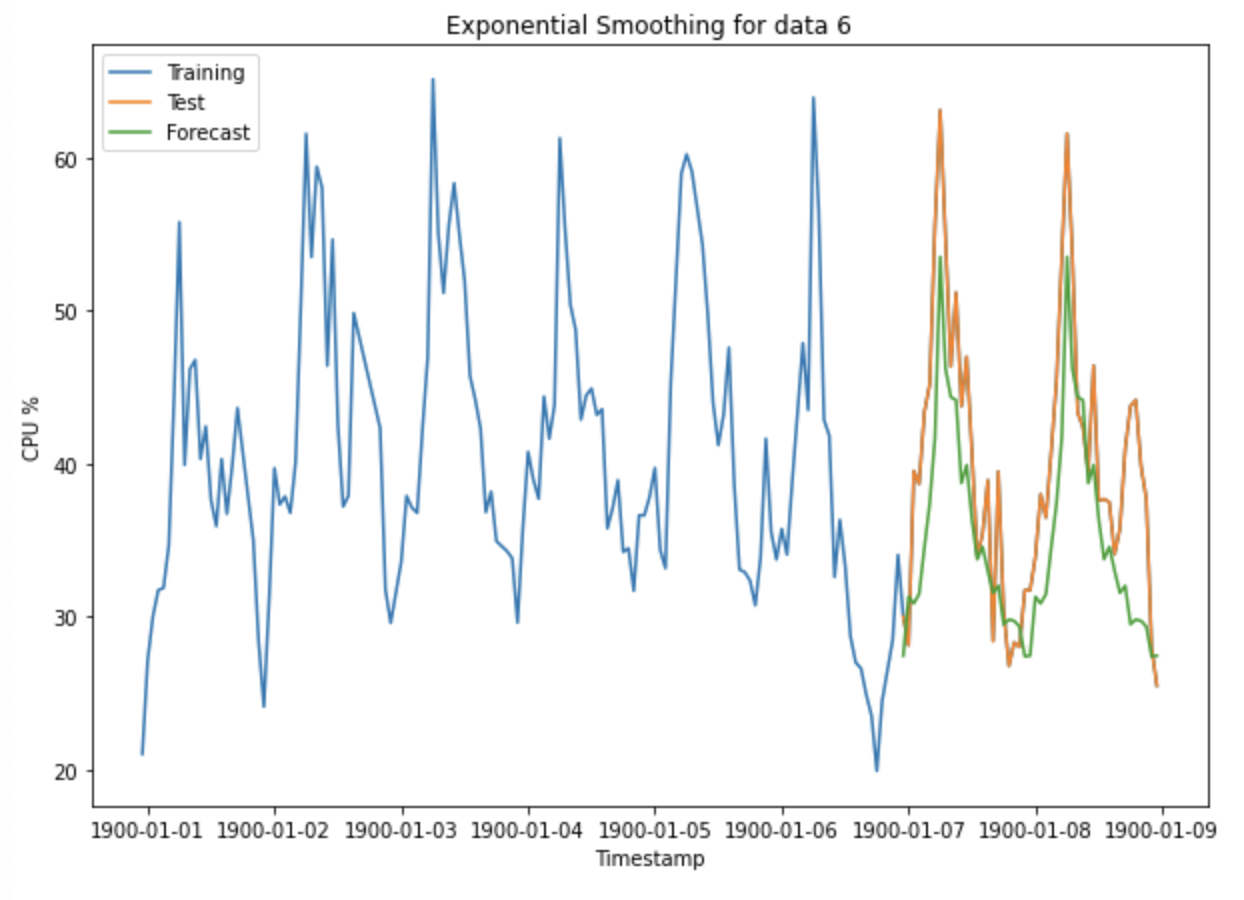 Exponential Smoothing for data 6
Training
Test
Forecast
60
50
40
30
20
CPU %
1900-01-01 1900-01-02 1900-01-03 1900-01-04 1900-01-05 1900-01-06 1900-01-07 1900-01-08 1900-01-09
Timestamp